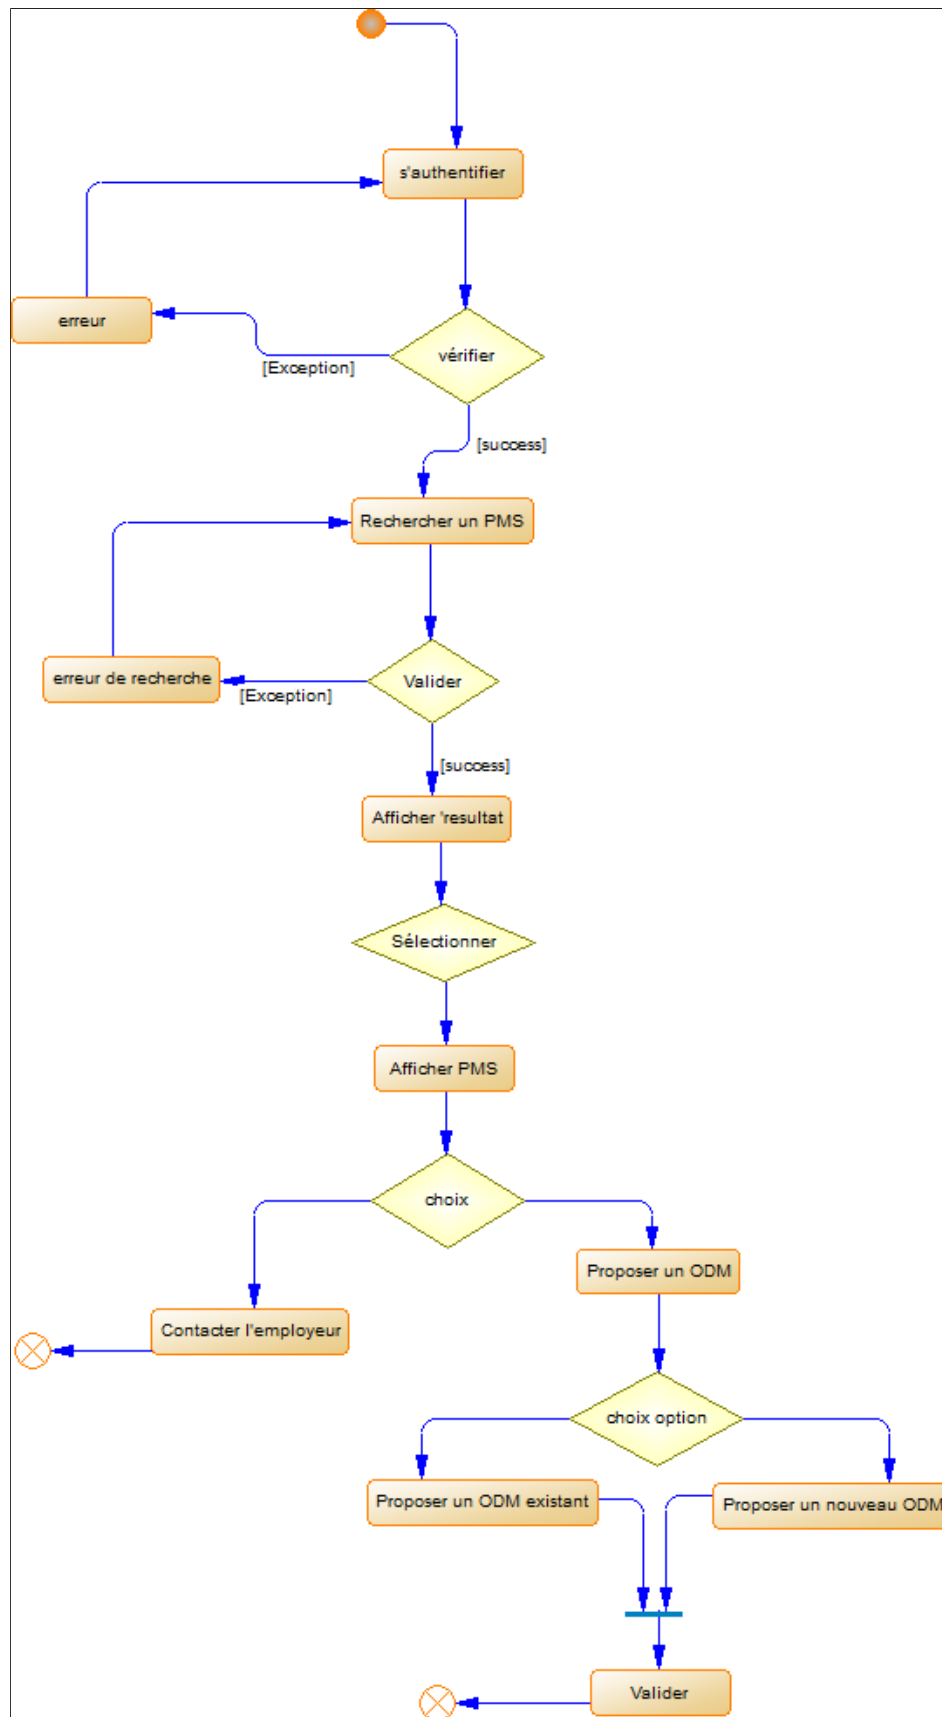 s'authentifier
erreur
vérifier
[Exception]
[success]
Rechercher un PMS
erreur de recherche
Valider
[Exception]
[success]
Afficher 'resultat
Sélectionner
Afficher PMS
choix
Proposer un ODM
Contacter l'employeur
choix option
Proposer un ODM existant
Proposer un nouveau ODM
Valider